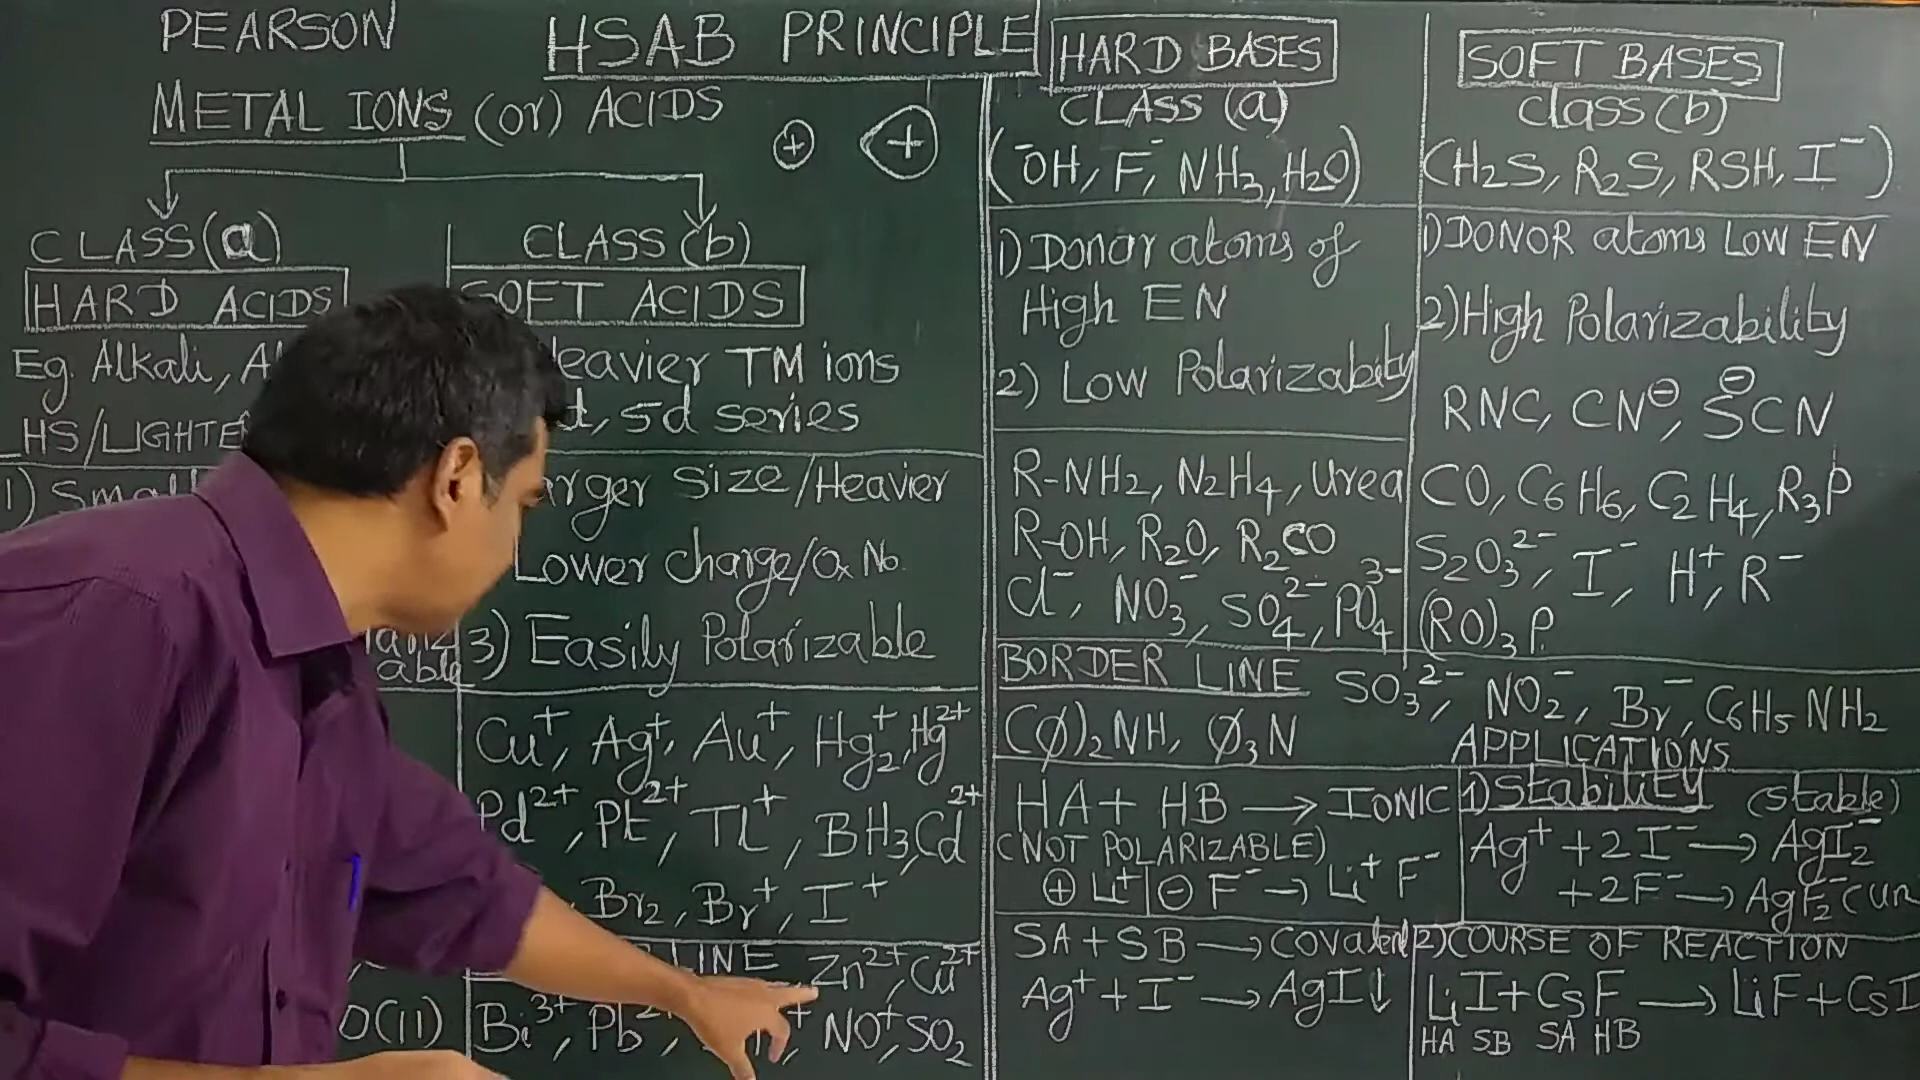 PEARSON
HSAB PRINCIPLE
METAL IONS (or) ACIDS
+ +
CLASS (a)
HARD ACIDS
Eg. Alkali,
HS/LIGHTE
1) Small
O(II)
CLASS (b)
SOFT ACIDS
Heavier TM ions
5d series
Larger Size/Heavier
Lower charge/Ox No.
3) Easily Polarizable
able
Cu⁺, Ag⁺, Au⁺, Hg₂⁺, Hg²⁺
Pd²⁺, Pt²⁺, Tl⁺, BH₃, Cd²⁺
Br₂, Br⁺, I⁺
LINE Zn²⁺, Cu²⁺
Bi³⁺, Pb²⁺, NO⁺, SO₂
HARD BASES
CLASS (a)
(⁻OH, F⁻, NH₃, H₂O)
1) Donor atoms of
High EN
2) Low Polarizability
R-NH₂, N₂H₄, Urea
R-OH, R₂O, R₂CO
Cl⁻, NO₃⁻, SO₄²⁻, PO₄³⁻
SOFT BASES
Class (b)
(H₂S, R₂S, RSH, I⁻)
1) DONOR atoms Low EN
2) High Polarizability
RNC, CN⊖, S⊖CN
CO, C₆H₆, C₂H₄, R₃P
S₂O₃²⁻, I⁻, H⁺, R⁻
(RO)₃P.
BORDER LINE SO₃²⁻, NO₂⁻, Br⁻, C₆H₅NH₂
(CØ)₂NH, Ø₃N
HA + HB → IONIC
(NOT POLARIZABLE)
⊕ Li⁺ | ⊖ F⁻ → Li⁺ F⁻
SA + SB → Covalent
Ag⁺ + I⁻ → AgI↓
APPLICATIONS
1) Stability (Stable)
Ag⁺ + 2I⁻ → AgI₂⁻
+ 2F⁻ → AgF₂⁻ (un
2) COURSE OF REACTION
LiI + CsF → LiF + CsI
HA SB SA HB